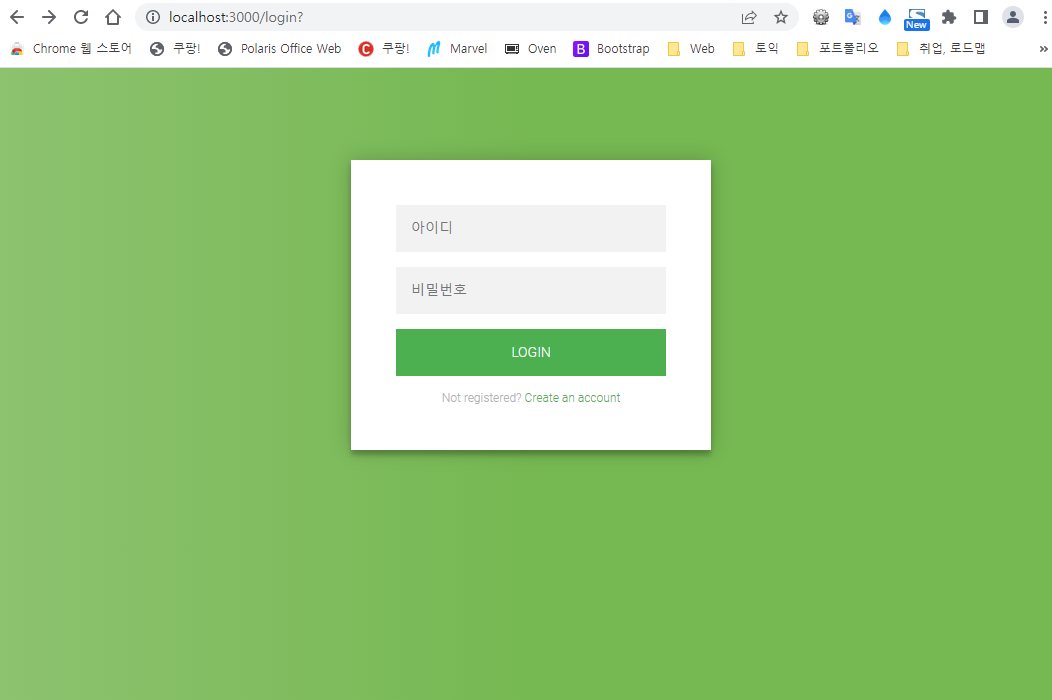 localhost:3000/login?
New
Chrome 웹 스토어 쿠팡! Polaris Office Web C 쿠팡! Marvel Oven B Bootstrap Web 토익 포트폴리오 취업, 로드맵 »
아이디
비밀번호
LOGIN
Not registered? Create an account